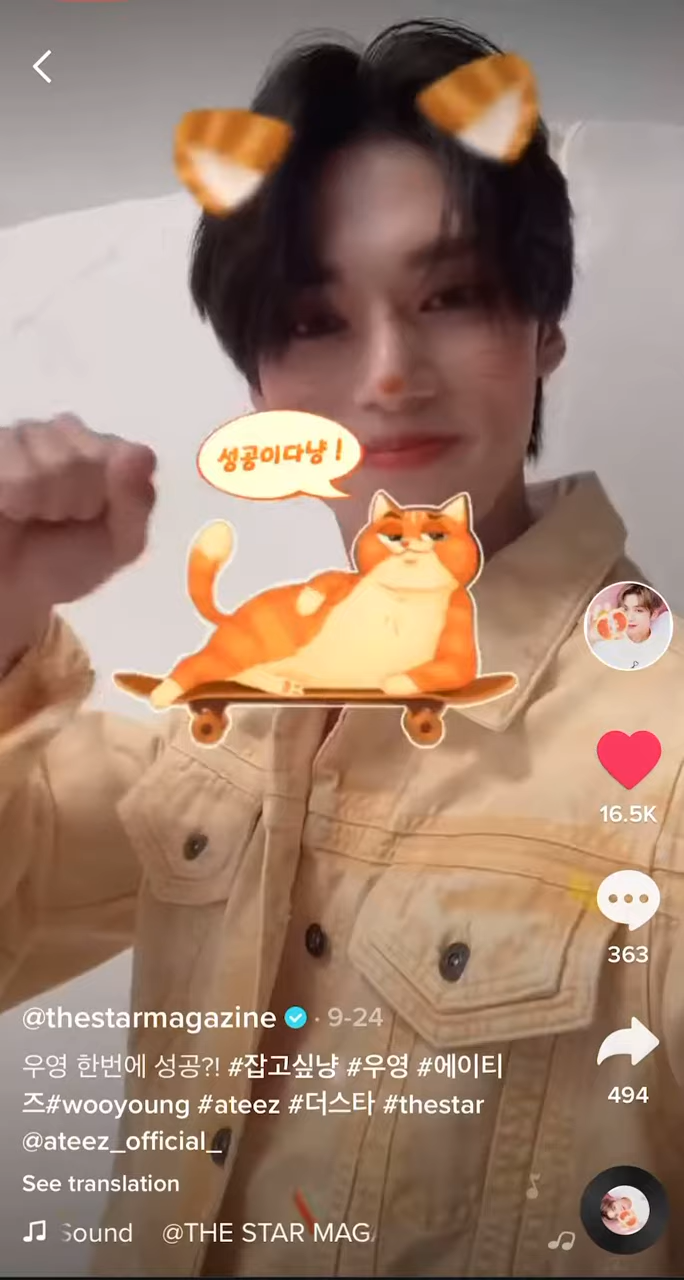 성공이다냥 !
16.5K
363
494
@thestarmagazine · 9-24
우영 한번에 성공?! #잡고싶냥 #우영 #에이티
즈#wooyoung #ateez #더스타 #thestar
@ateez_official_
See translation
Sound @THE STAR MAG